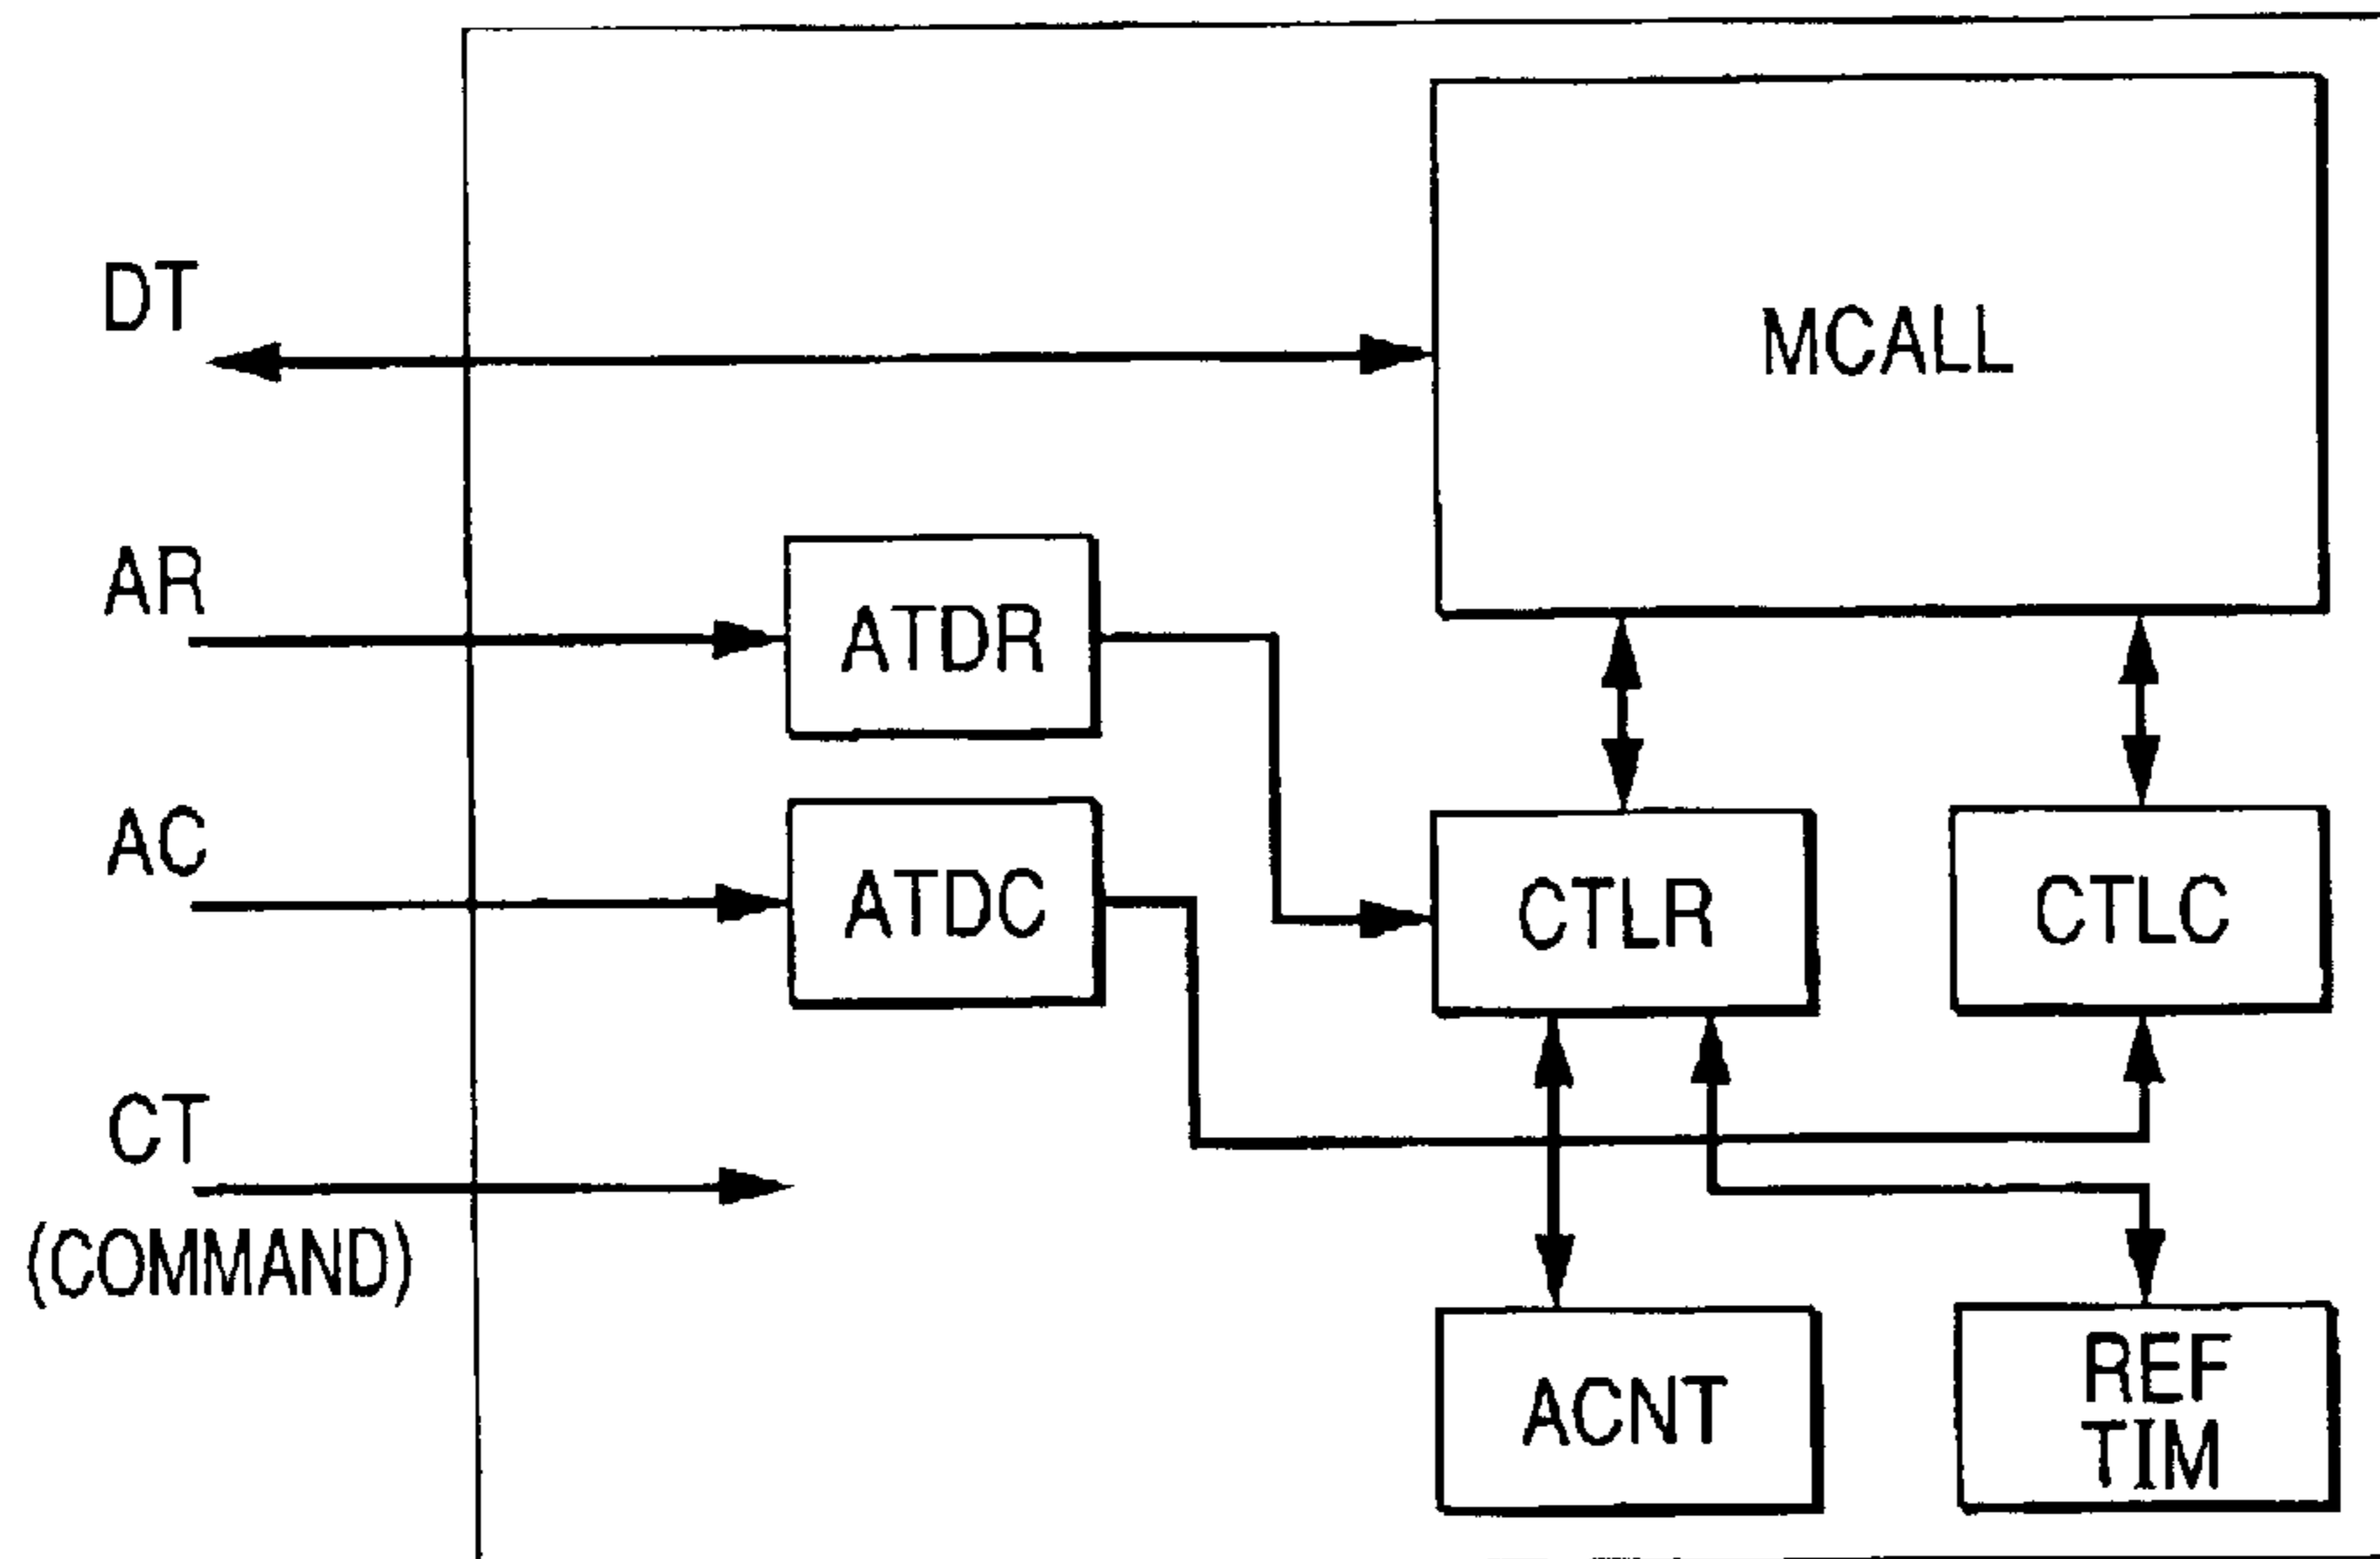 DT
MCALL
AR
ATDR
AC
ATDC
CTLR
CTLC
CT
(COMMAND)
ACNT
REF
TIM